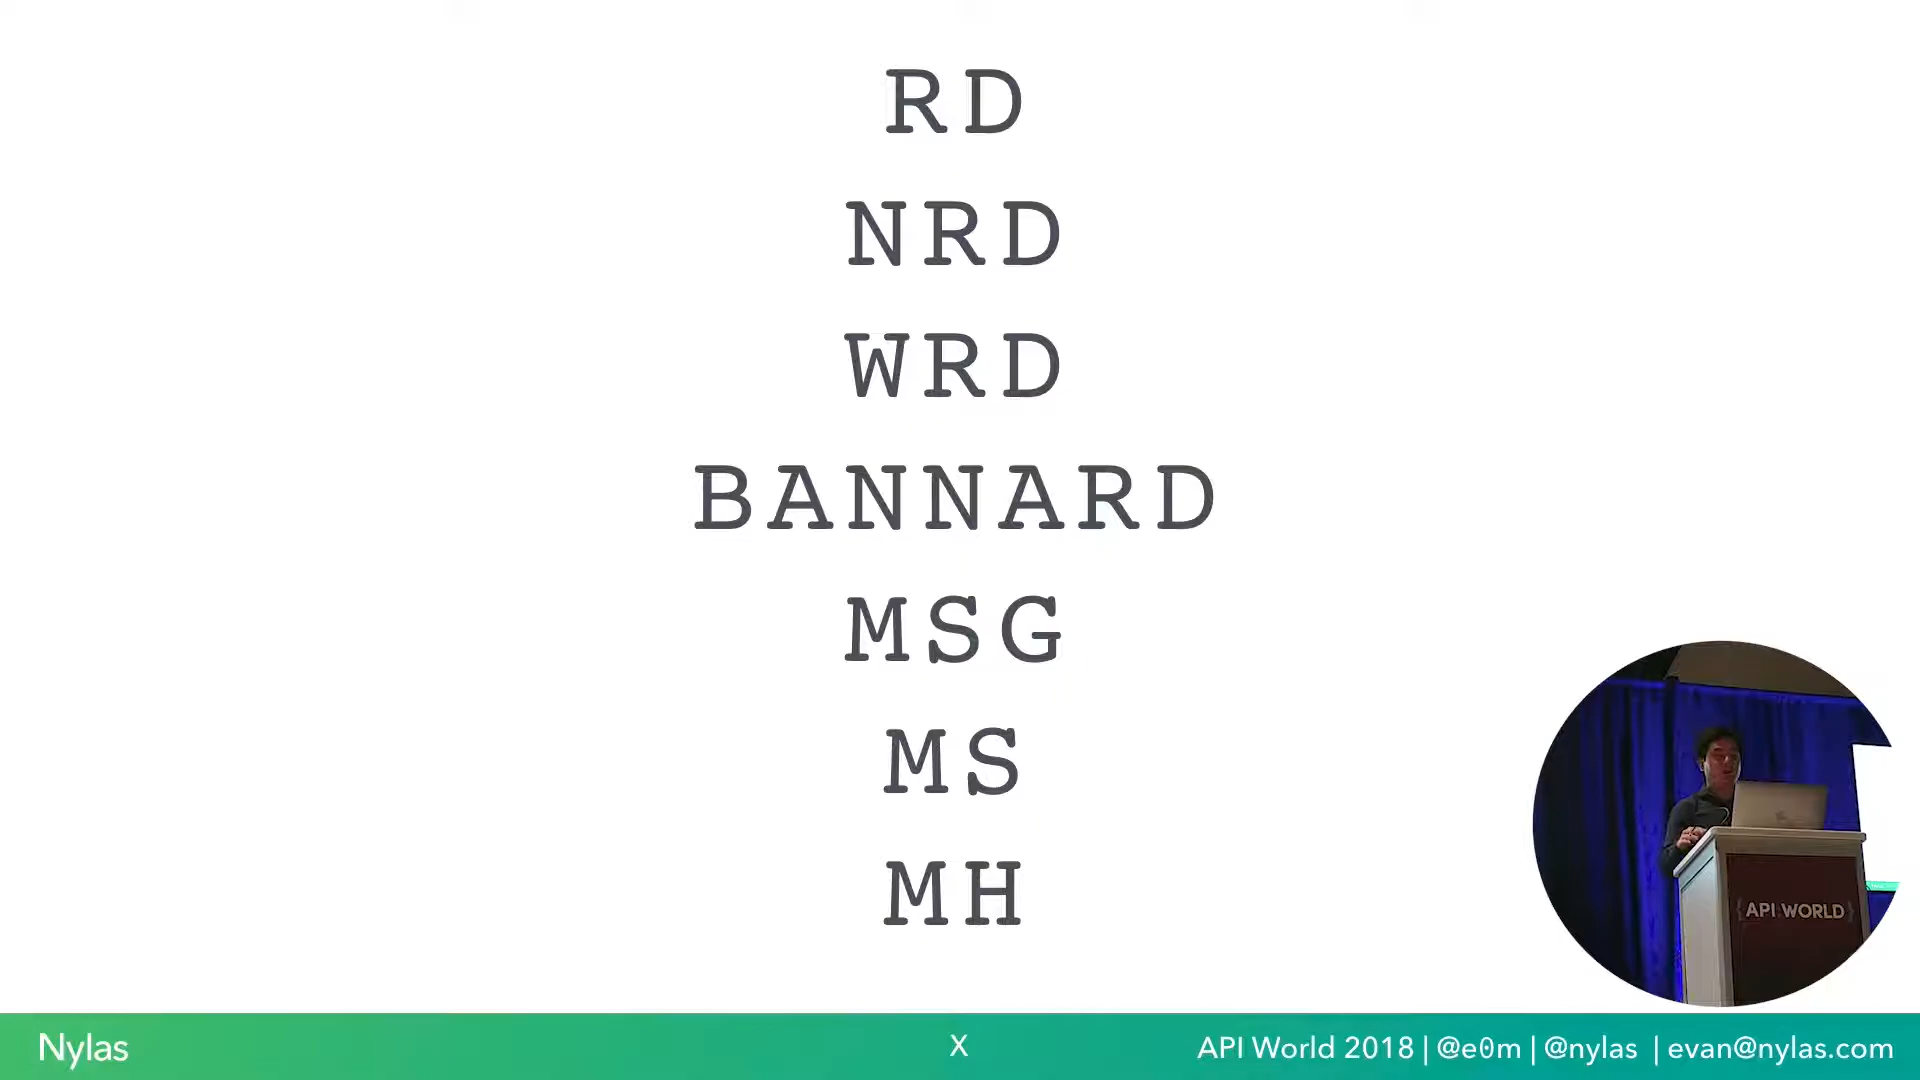 RD
NRD
WRD
BANNARD
MSG
MS
MH
{API WORLD}
Nylas
X
API World 2018 | @e0m | @nylas | evan@nylas.com